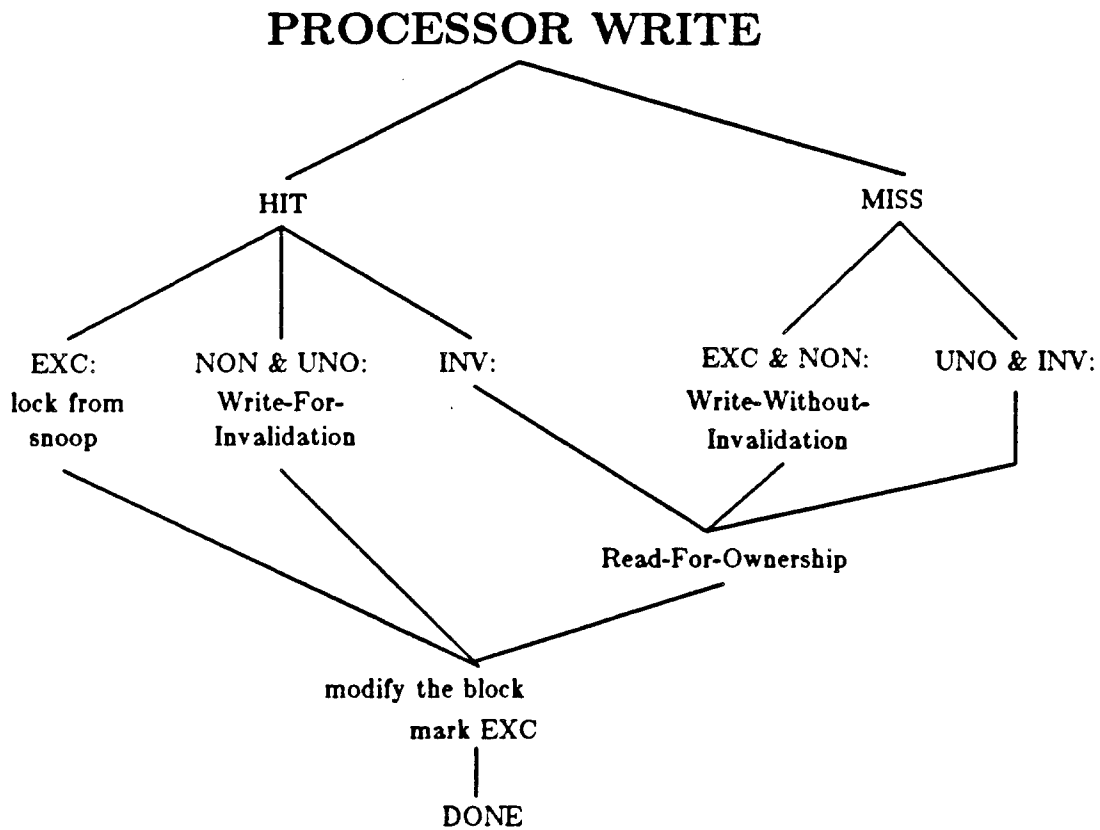 PROCESSOR WRITE
HIT
MISS
EXC:
lock from
snoop
NON & UNO:
Write-For-
Invalidation
INV:
EXC & NON:
Write-Without-
Invalidation
UNO & INV:
Read-For-Ownership
modify the block
mark EXC
DONE